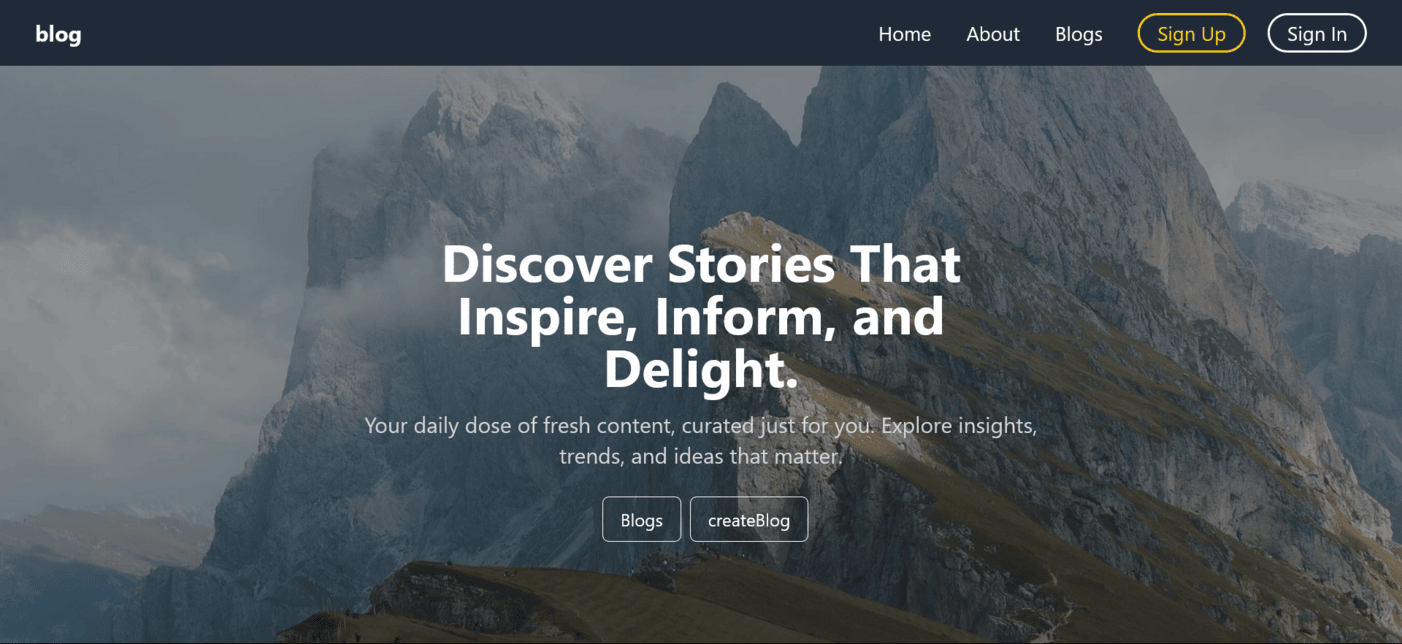 blog
Home
About
Blogs
Sign Up
Sign In
Discover Stories That
Inspire, Inform, and
Delight.
Your daily dose of fresh content, curated just for you. Explore insights,
trends, and ideas that matter.
Blogs
createBlog